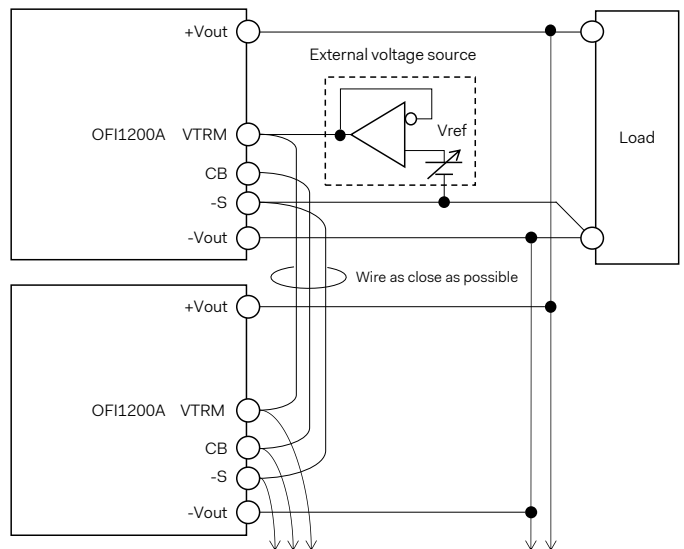 +Vout
External voltage source
OFI1200A VTRM
Vref
Load
CB
-S
-Vout
Wire as close as possible
+Vout
OFI1200A VTRM
CB
-S
-Vout